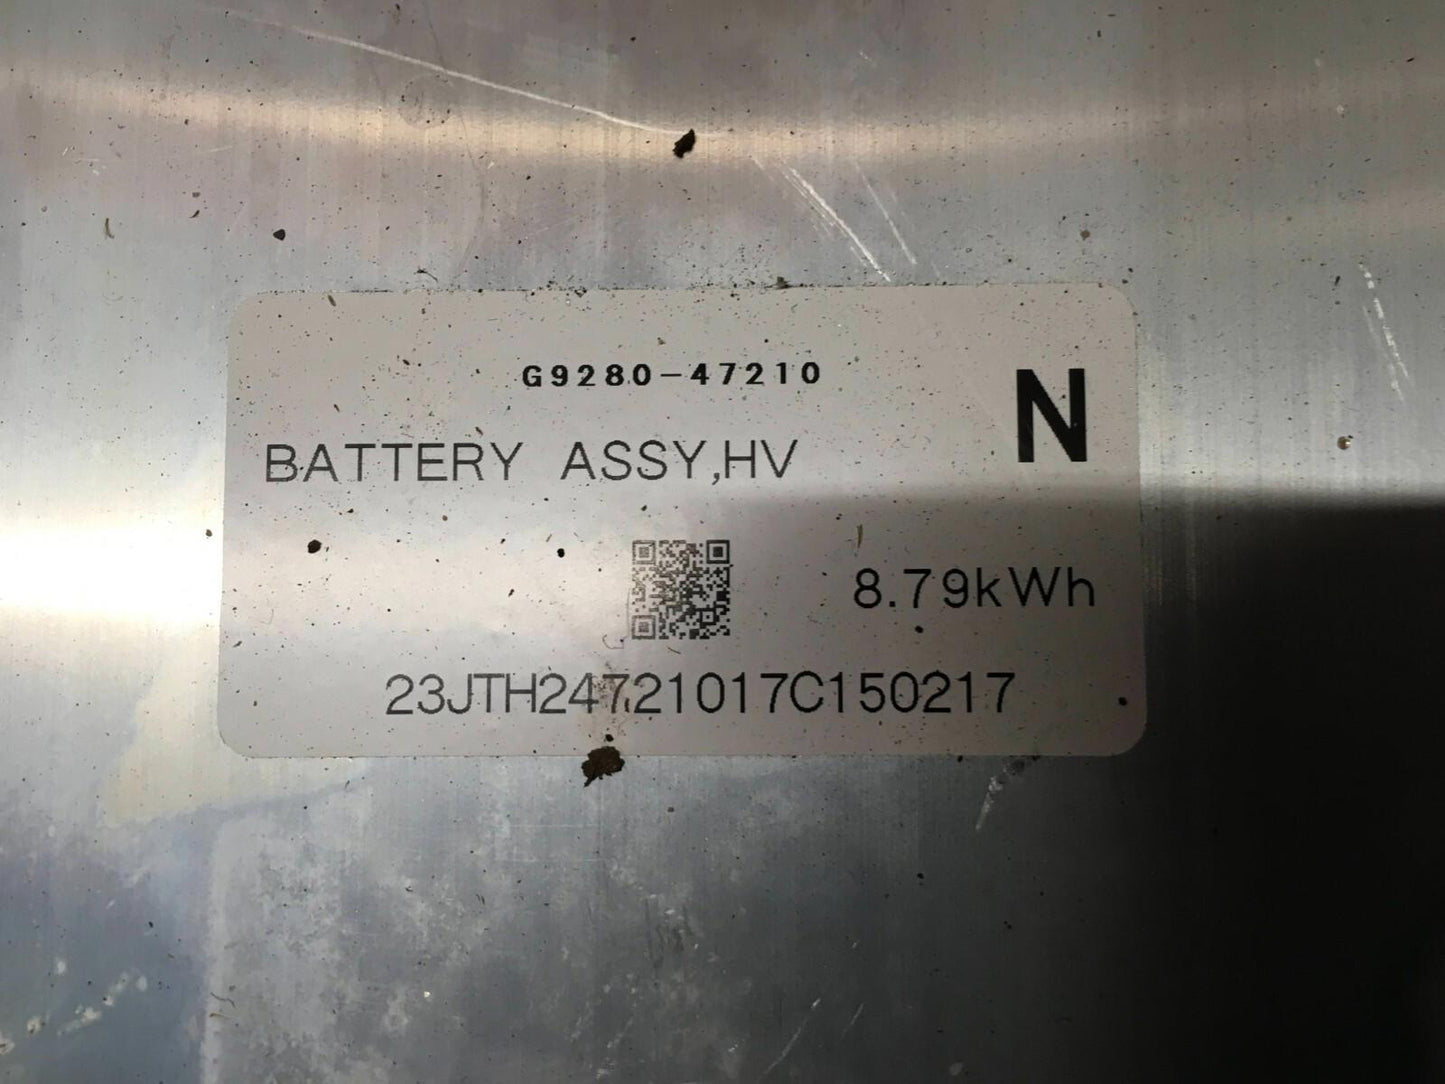 G9280-47210
N
BATTERY ASSY,HV
8.79kWh
23JTH24721017C150217